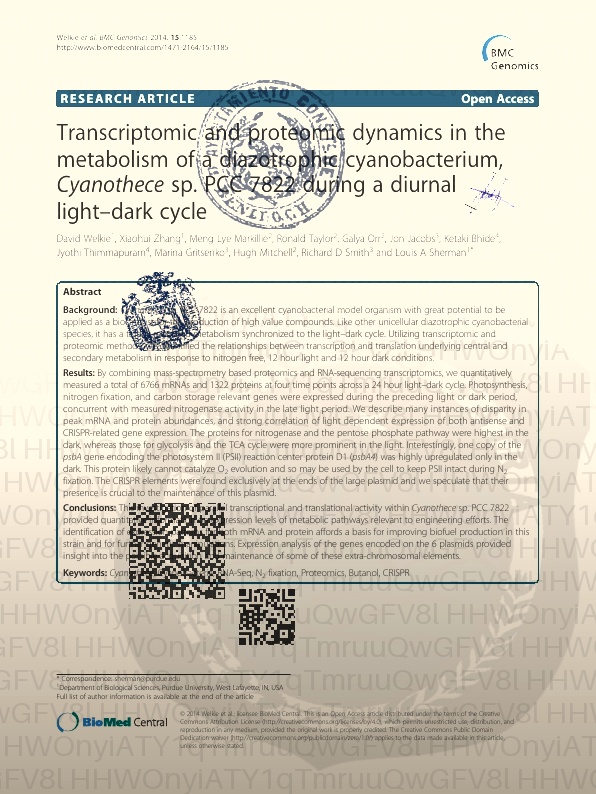 Welkie et al. BMC Genomics 2014, 15:1185
http://www.biomedcentral.com/1471-2164/15/1185
BMC
Genomics
RESEARCH ARTICLE
Open Access
Transcriptomic and proteomic dynamics in the
metabolism of a diazotrophic cyanobacterium,
Cyanothece sp. PCC 7822 during a diurnal
light–dark cycle
David Welkie1, Xiaohui Zhang1, Meng Lye Markillie2, Ronald Taylor2, Galya Orr2, Jon Jacobs3, Ketaki Bhide1,
Jyothi Thimmapuram4, Marina Gritsenko3, Hugh Mitchell2, Richard D Smith3 and Louis A Sherman1*
Abstract
Background: 7822 is an excellent cyanobacterial model organism with great potential to be
applied as a production of high value compounds. Like other unicellular diazotrophic cyanobacterial
species, it has a metabolism synchronized to the light–dark cycle. Utilizing transcriptomic and
proteomic the relationships between transcription and translation underlying central and
secondary metabolism in response to nitrogen free, 12 hour light and 12 hour dark conditions.
Results: By combining mass-spectrometry based proteomics and RNA-sequencing transcriptomics, we quantitatively
measured a total of 6766 mRNAs and 1322 proteins at four time points across a 24 hour light–dark cycle. Photosynthesis,
nitrogen fixation, and carbon storage relevant genes were expressed during the preceding light or dark period,
concurrent with measured nitrogenase activity in the late light period. We describe many instances of disparity in
peak mRNA and protein abundances, and strong correlation of light dependent expression of both antisense and
CRISPR-related gene expression. The proteins for nitrogenase and the pentose phosphate pathway were highest in the
dark, whereas those for glycolysis and the TCA cycle were more prominent in the light. Interestingly, one copy of the
psbA gene encoding the photosystem II (PSII) reaction center protein D1 (psbA4) was highly upregulated only in the
dark. This protein likely cannot catalyze O2 evolution and so may be used by the cell to keep PSII intact during N2
fixation. The CRISPR elements were found exclusively at the ends of the large plasmid and we speculate that their
presence is crucial to the maintenance of this plasmid.
Conclusions: transcriptional and translational activity within Cyanothece sp. PCC 7822
provided expression levels of metabolic pathways relevant to engineering efforts. The
identification of both mRNA and protein affords a basis for improving biofuel production in this
strain and for Expression analysis of the genes encoded on the 6 plasmids provided
insight into the maintenance of some of these extra-chromosomal elements.
Keywords: RNA-Seq, N2 fixation, Proteomics, Butanol, CRISPR
* Correspondence: lsherman@purdue.edu
1Department of Biological Sciences, Purdue University, West Lafayette, IN, USA
Full list of author information is available at the end of the article
BioMed Central
© 2014 Welkie et al.; licensee BioMed Central. This is an Open Access article distributed under the terms of the Creative
Commons Attribution License (http://creativecommons.org/licenses/by/4.0), which permits unrestricted use, distribution, and
reproduction in any medium, provided the original work is properly credited. The Creative Commons Public Domain
Dedication waiver (http://creativecommons.org/publicdomain/zero/1.0/) applies to the data made available in this article,
unless otherwise stated.